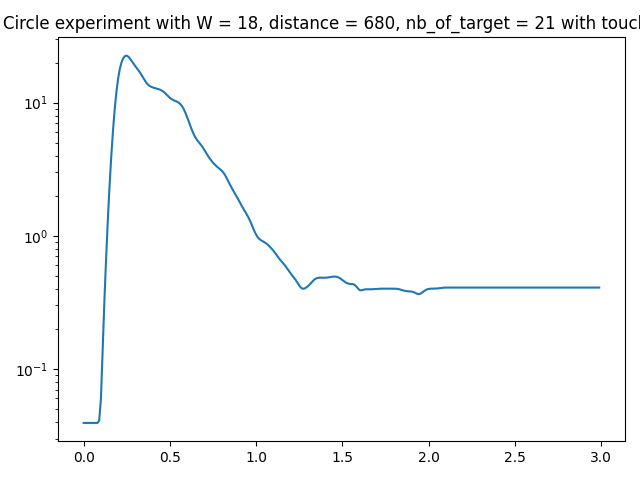 Circle experiment with W = 18, distance = 680, nb_of_target = 21 with touch
10¹
10⁰
10⁻¹
0.0 0.5 1.0 1.5 2.0 2.5 3.0